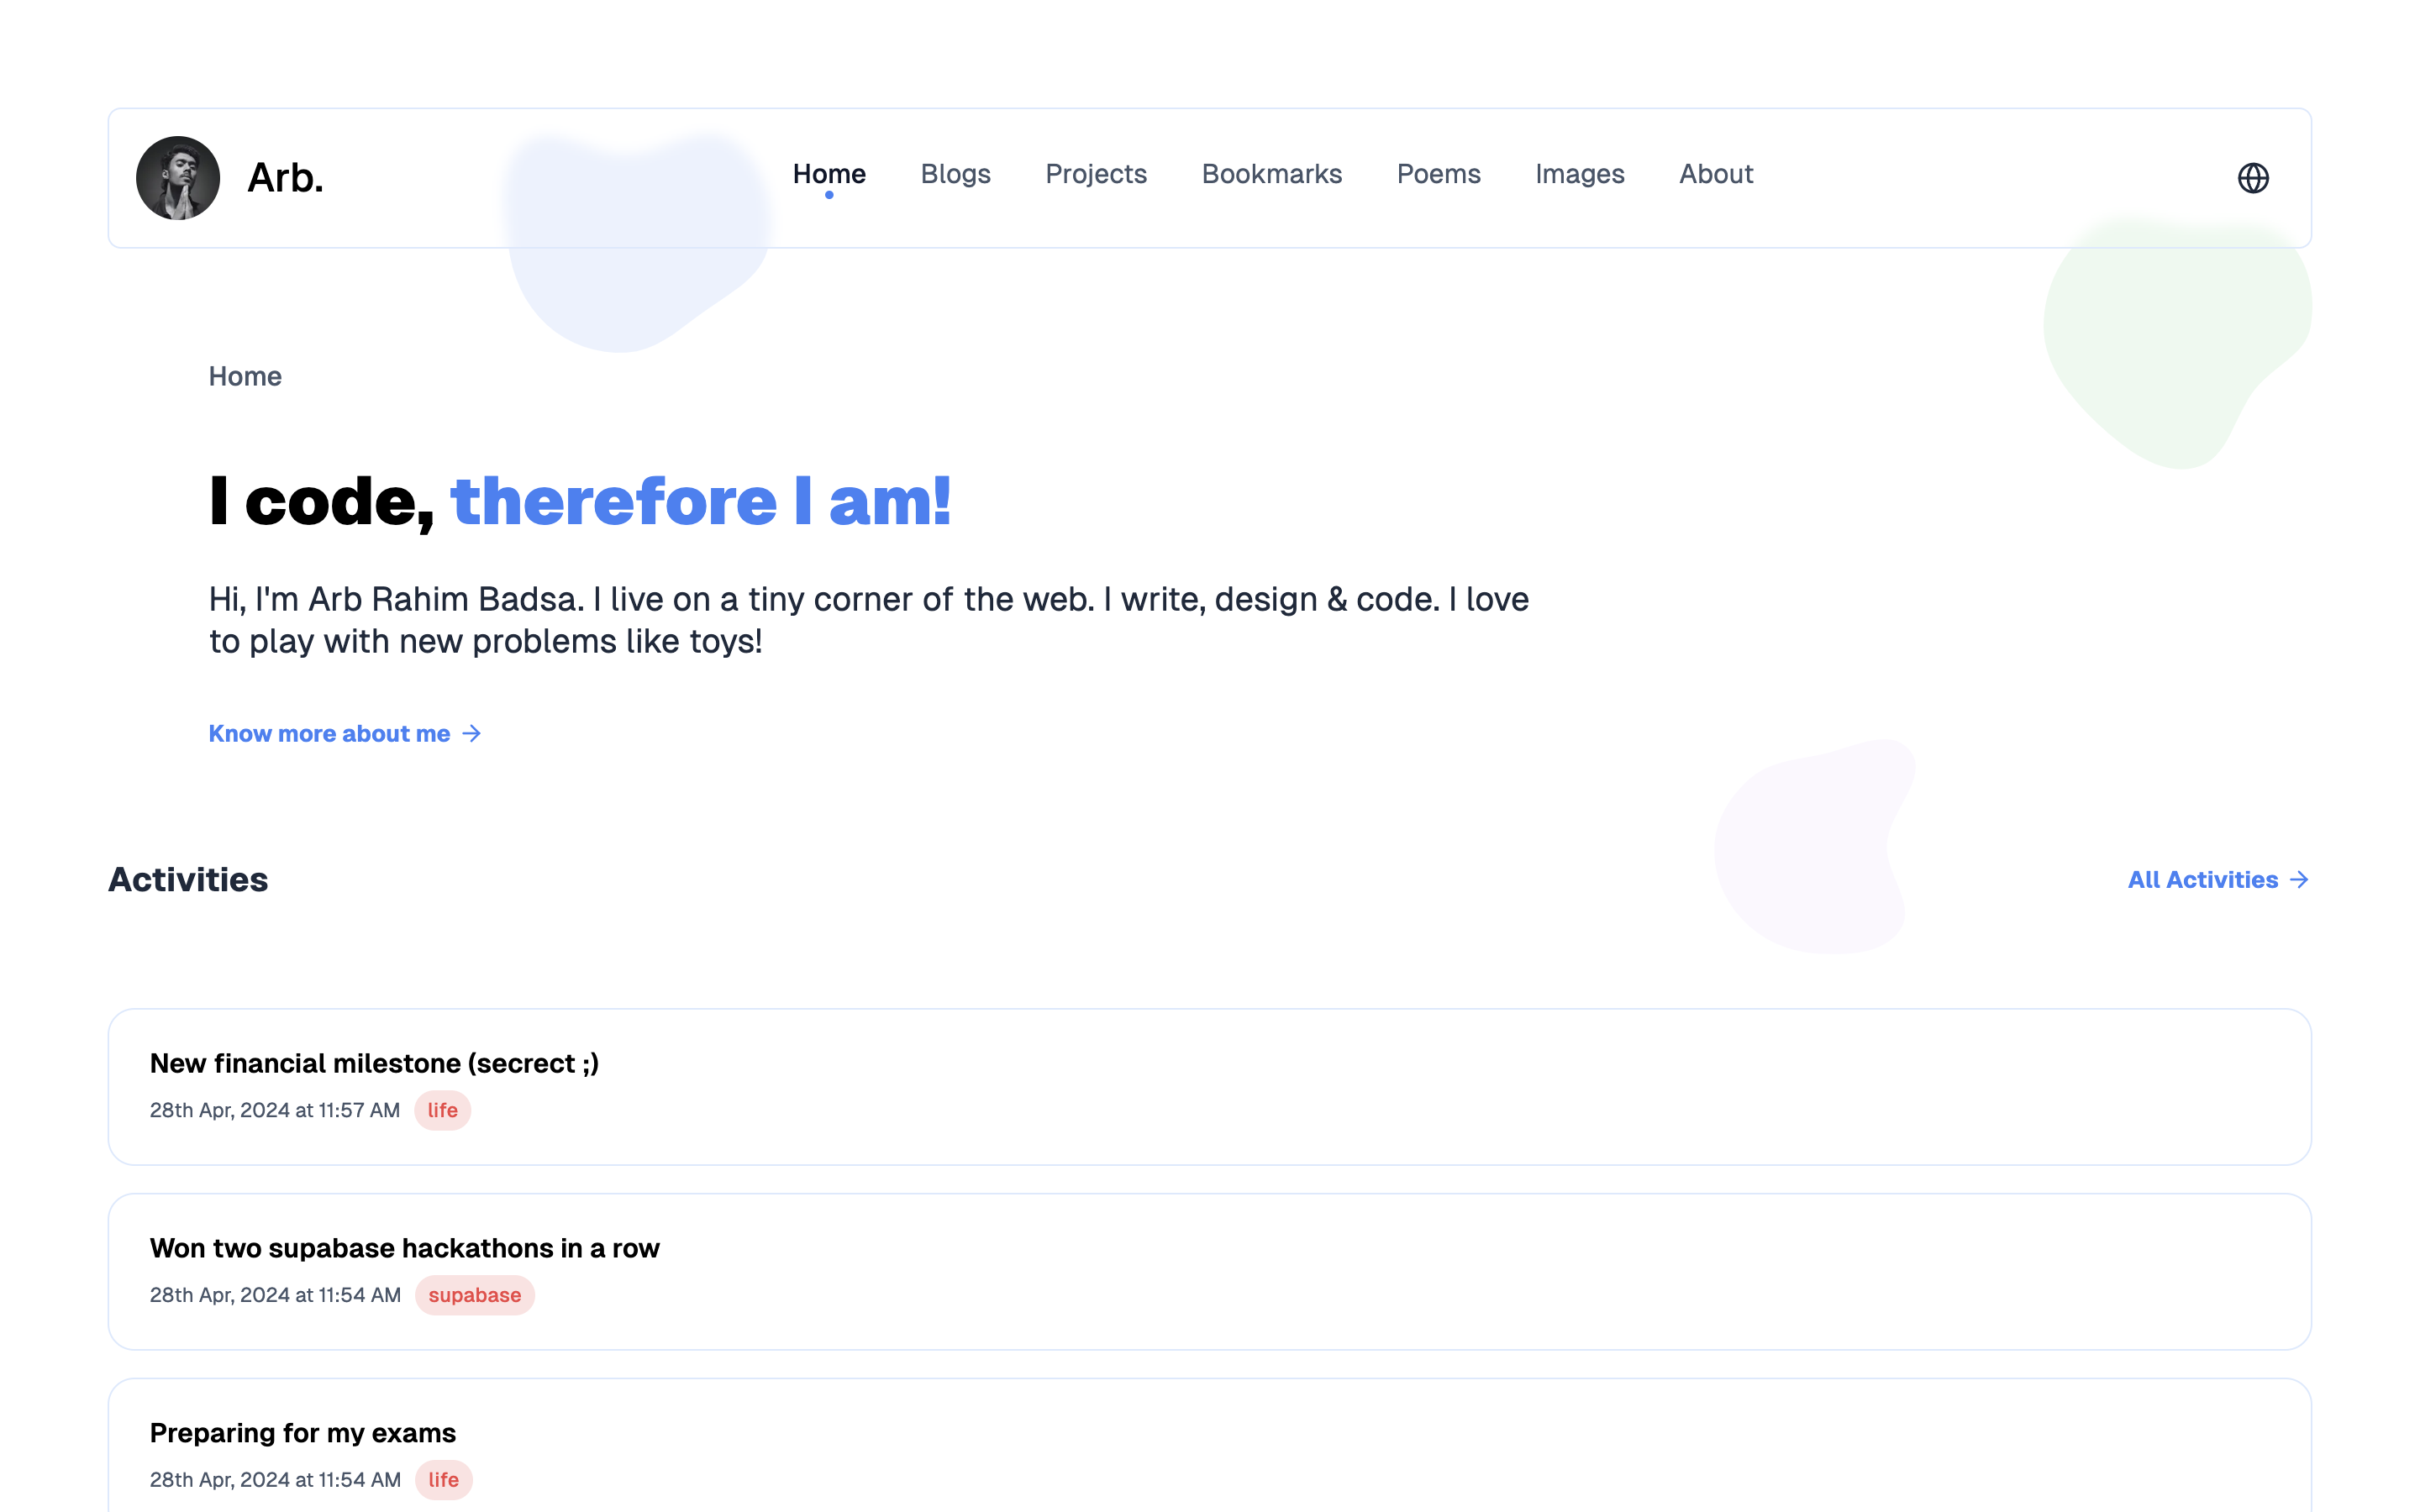 Arb.
Home Blogs Projects Bookmarks Poems Images About
Home
I code, therefore I am!
Hi, I'm Arb Rahim Badsa. I live on a tiny corner of the web. I write, design & code. I love
to play with new problems like toys!
Know more about me →
Activities
All Activities →
New financial milestone (secrect ;)
28th Apr, 2024 at 11:57 AM life
Won two supabase hackathons in a row
28th Apr, 2024 at 11:54 AM supabase
Preparing for my exams
28th Apr, 2024 at 11:54 AM life